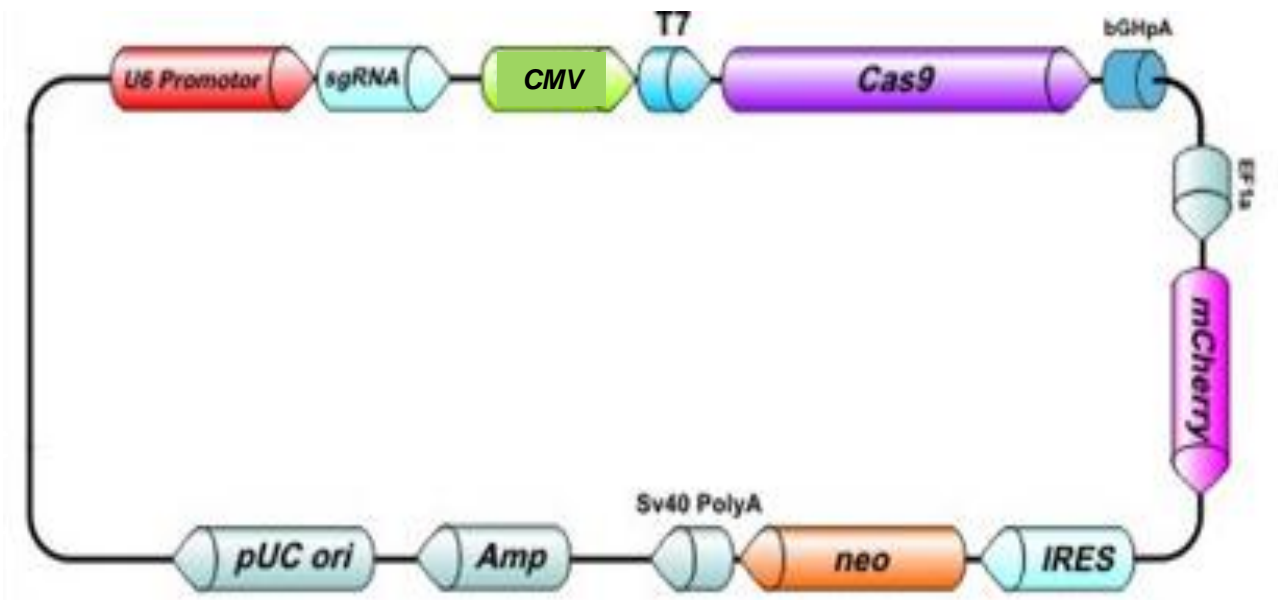 U6 Promotor
sgRNA
CMV
T7
Cas9
bGHpA
EF1a
mCherry
IRES
neo
Sv40 PolyA
Amp
pUC ori